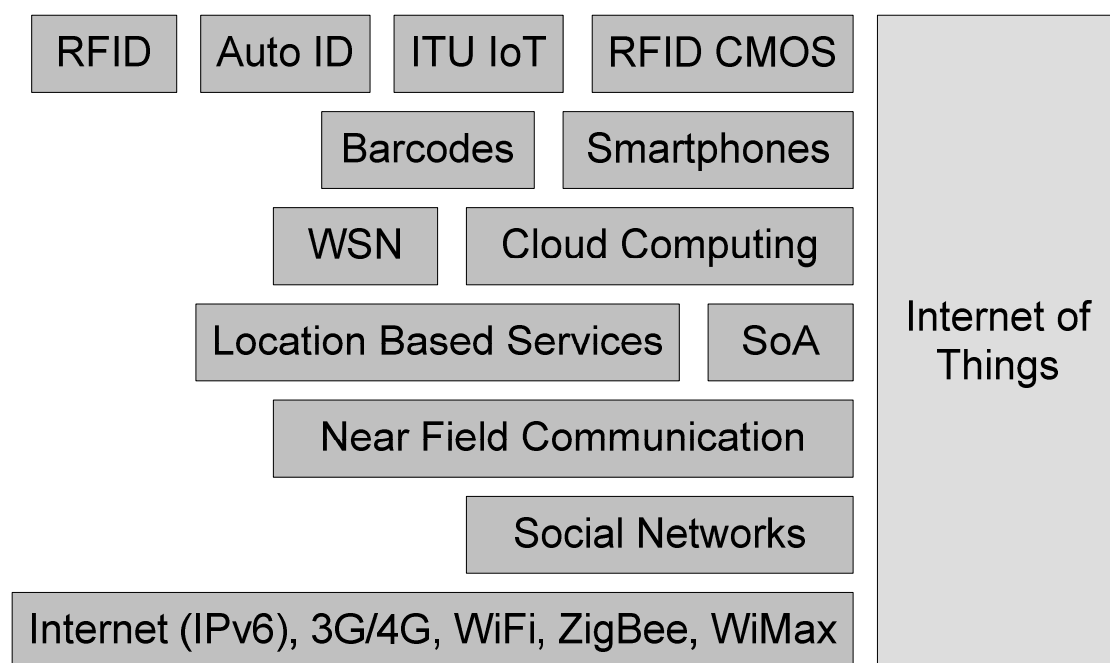 RFID
Auto ID
ITU IoT
RFID CMOS
Barcodes
Smartphones
WSN
Cloud Computing
Location Based Services
SoA
Near Field Communication
Social Networks
Internet (IPv6), 3G/4G, WiFi, ZigBee, WiMax
Internet of
Things